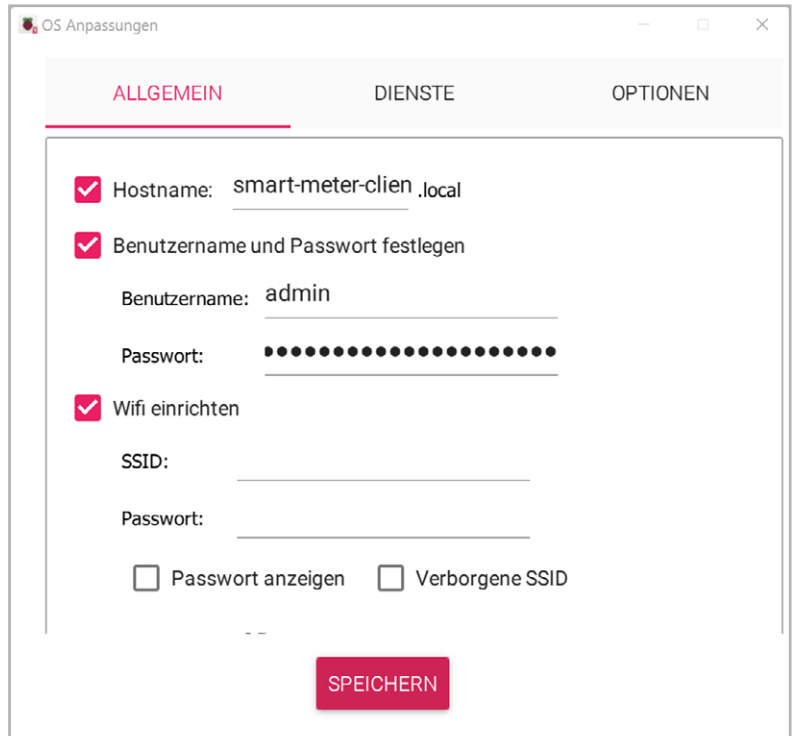 OS Anpassungen
ALLGEMEIN DIENSTE OPTIONEN
Hostname: smart-meter-clien .local
Benutzername und Passwort festlegen
Benutzername: admin
Passwort: ●●●●●●●●●●●●●●●●●●●●●
Wifi einrichten
SSID:
Passwort:
Passwort anzeigen Verborgene SSID
SPEICHERN